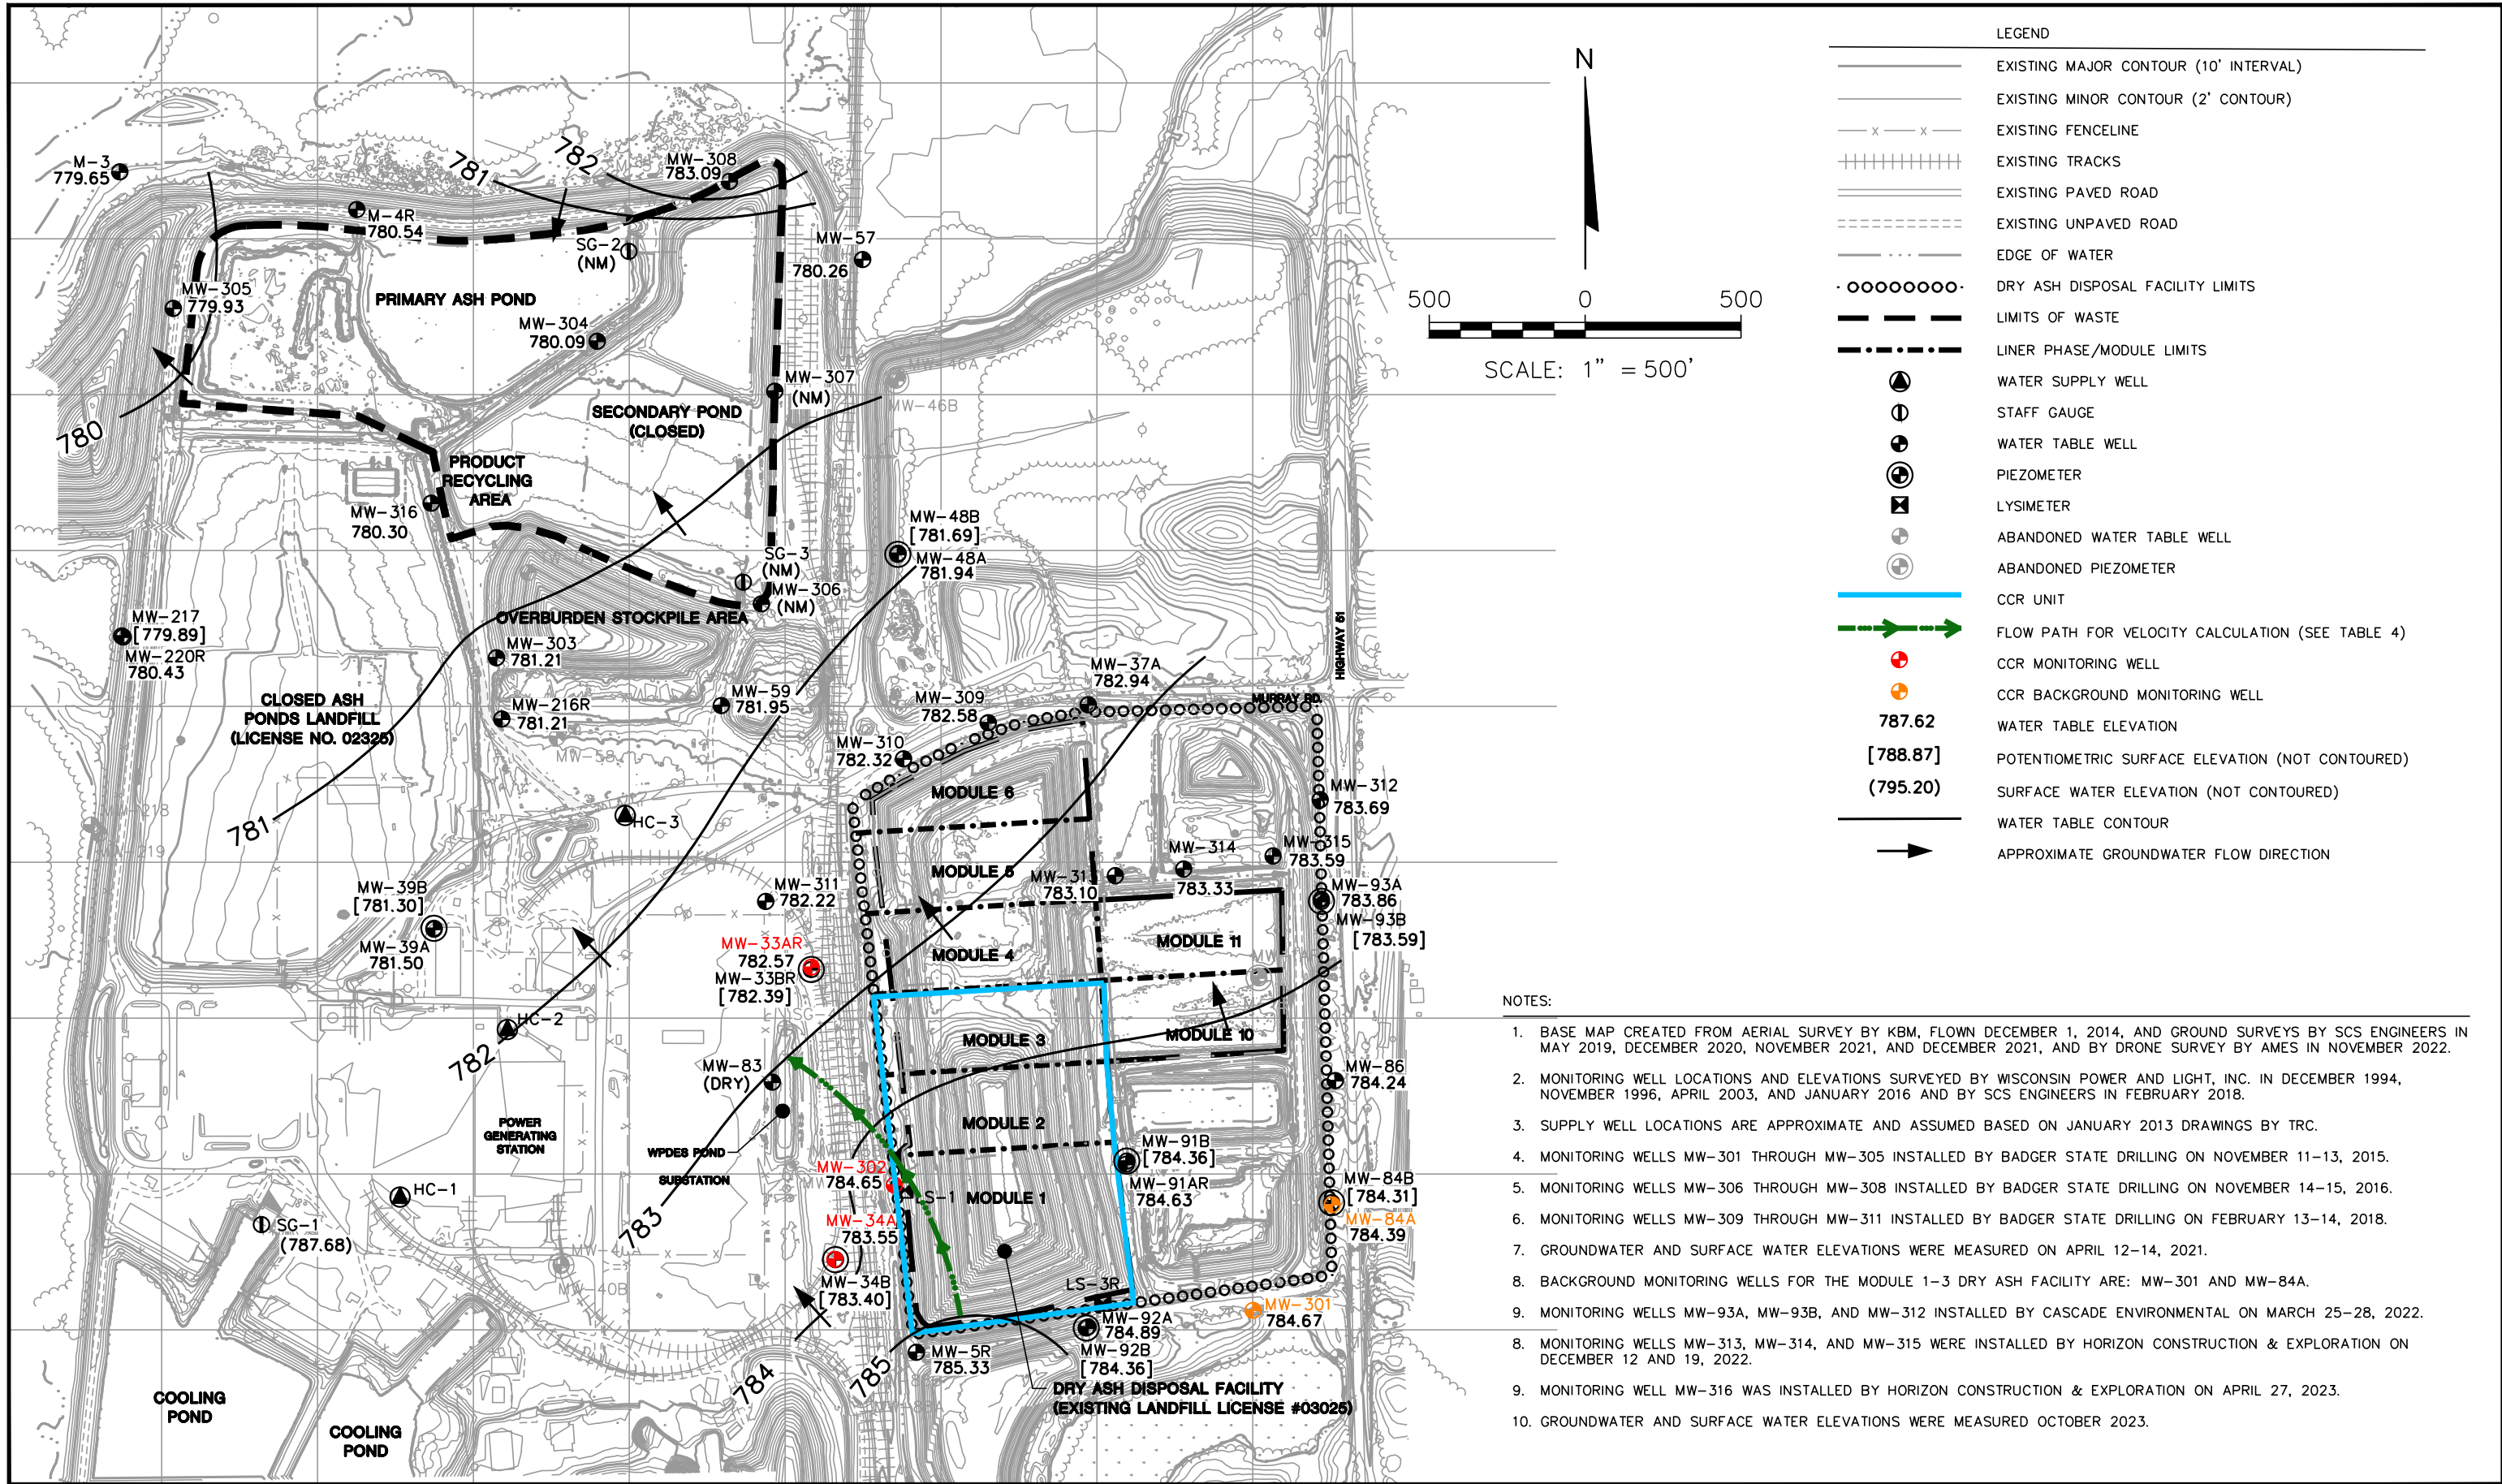 M-3
779.65
781
782
MW-308
783.09
M-4R
780.54
SG-2
(NM)
MW-57
780.26
MW-305
779.93
PRIMARY ASH POND
MW-304
780.09
MW-307
(NM)
SECONDARY POND
(CLOSED)
MW-46B
780
PRODUCT
RECYCLING
AREA
MW-316
780.30
MW-48B
[781.69]
MW-48A
781.94
SG-3
(NM)
MW-306
(NM)
OVERBURDEN STOCKPILE AREA
MW-217
[779.89]
MW-220R
780.43
MW-303
781.21
MW-216R
781.21
MW-59
781.95
CLOSED ASH
PONDS LANDFILL
(LICENSE NO. 02325)
MW-37A
782.94
MW-309
782.58
MURRAY RD.
HIGHWAY 51
MW-310
782.32
MODULE 6
MW-312
783.69
781
HC-3
MODULE 5
MW-313
783.10
MW-314
783.33
MW-315
783.59
MW-39B
[781.30]
MW-39A
781.50
MW-311
782.22
MW-93A
783.86
MW-93B
[783.59]
MW-33AR
782.57
MW-33BR
[782.39]
MODULE 4
MODULE 11
HC-2
782
MODULE 3
MODULE 10
MW-83
(DRY)
MW-86
784.24
POWER
GENERATING
STATION
WPDES POND
SUBSTATION
MODULE 2
MW-91B
[784.36]
MW-91AR
784.63
MW-302
784.65
LS-1
MODULE 1
MW-84B
[784.31]
MW-84A
784.39
HC-1
SG-1
(787.68)
783
MW-34A
783.55
MW-34B
[783.40]
MW-40B
LS-3R
MW-301
784.67
MW-92A
784.89
MW-92B
[784.36]
MW-5R
785.33
784
785
DRY ASH DISPOSAL FACILITY
(EXISTING LANDFILL LICENSE #03025)
COOLING
POND
COOLING
POND
N
500 0 500
SCALE: 1" = 500'
LEGEND
EXISTING MAJOR CONTOUR (10' INTERVAL)
EXISTING MINOR CONTOUR (2' CONTOUR)
EXISTING FENCELINE
EXISTING TRACKS
EXISTING PAVED ROAD
EXISTING UNPAVED ROAD
EDGE OF WATER
DRY ASH DISPOSAL FACILITY LIMITS
LIMITS OF WASTE
LINER PHASE/MODULE LIMITS
WATER SUPPLY WELL
STAFF GAUGE
WATER TABLE WELL
PIEZOMETER
LYSIMETER
ABANDONED WATER TABLE WELL
ABANDONED PIEZOMETER
CCR UNIT
FLOW PATH FOR VELOCITY CALCULATION (SEE TABLE 4)
CCR MONITORING WELL
CCR BACKGROUND MONITORING WELL
787.62 WATER TABLE ELEVATION
[788.87] POTENTIOMETRIC SURFACE ELEVATION (NOT CONTOURED)
(795.20) SURFACE WATER ELEVATION (NOT CONTOURED)
WATER TABLE CONTOUR
APPROXIMATE GROUNDWATER FLOW DIRECTION
NOTES:
1. BASE MAP CREATED FROM AERIAL SURVEY BY KBM, FLOWN DECEMBER 1, 2014, AND GROUND SURVEYS BY SCS ENGINEERS IN
MAY 2019, DECEMBER 2020, NOVEMBER 2021, AND DECEMBER 2021, AND BY DRONE SURVEY BY AMES IN NOVEMBER 2022.
2. MONITORING WELL LOCATIONS AND ELEVATIONS SURVEYED BY WISCONSIN POWER AND LIGHT, INC. IN DECEMBER 1994,
NOVEMBER 1996, APRIL 2003, AND JANUARY 2016 AND BY SCS ENGINEERS IN FEBRUARY 2018.
3. SUPPLY WELL LOCATIONS ARE APPROXIMATE AND ASSUMED BASED ON JANUARY 2013 DRAWINGS BY TRC.
4. MONITORING WELLS MW-301 THROUGH MW-305 INSTALLED BY BADGER STATE DRILLING ON NOVEMBER 11-13, 2015.
5. MONITORING WELLS MW-306 THROUGH MW-308 INSTALLED BY BADGER STATE DRILLING ON NOVEMBER 14-15, 2016.
6. MONITORING WELLS MW-309 THROUGH MW-311 INSTALLED BY BADGER STATE DRILLING ON FEBRUARY 13-14, 2018.
7. GROUNDWATER AND SURFACE WATER ELEVATIONS WERE MEASURED ON APRIL 12-14, 2021.
8. BACKGROUND MONITORING WELLS FOR THE MODULE 1-3 DRY ASH FACILITY ARE: MW-301 AND MW-84A.
9. MONITORING WELLS MW-93A, MW-93B, AND MW-312 INSTALLED BY CASCADE ENVIRONMENTAL ON MARCH 25-28, 2022.
8. MONITORING WELLS MW-313, MW-314, AND MW-315 WERE INSTALLED BY HORIZON CONSTRUCTION & EXPLORATION ON
DECEMBER 12 AND 19, 2022.
9. MONITORING WELL MW-316 WAS INSTALLED BY HORIZON CONSTRUCTION & EXPLORATION ON APRIL 27, 2023.
10. GROUNDWATER AND SURFACE WATER ELEVATIONS WERE MEASURED OCTOBER 2023.